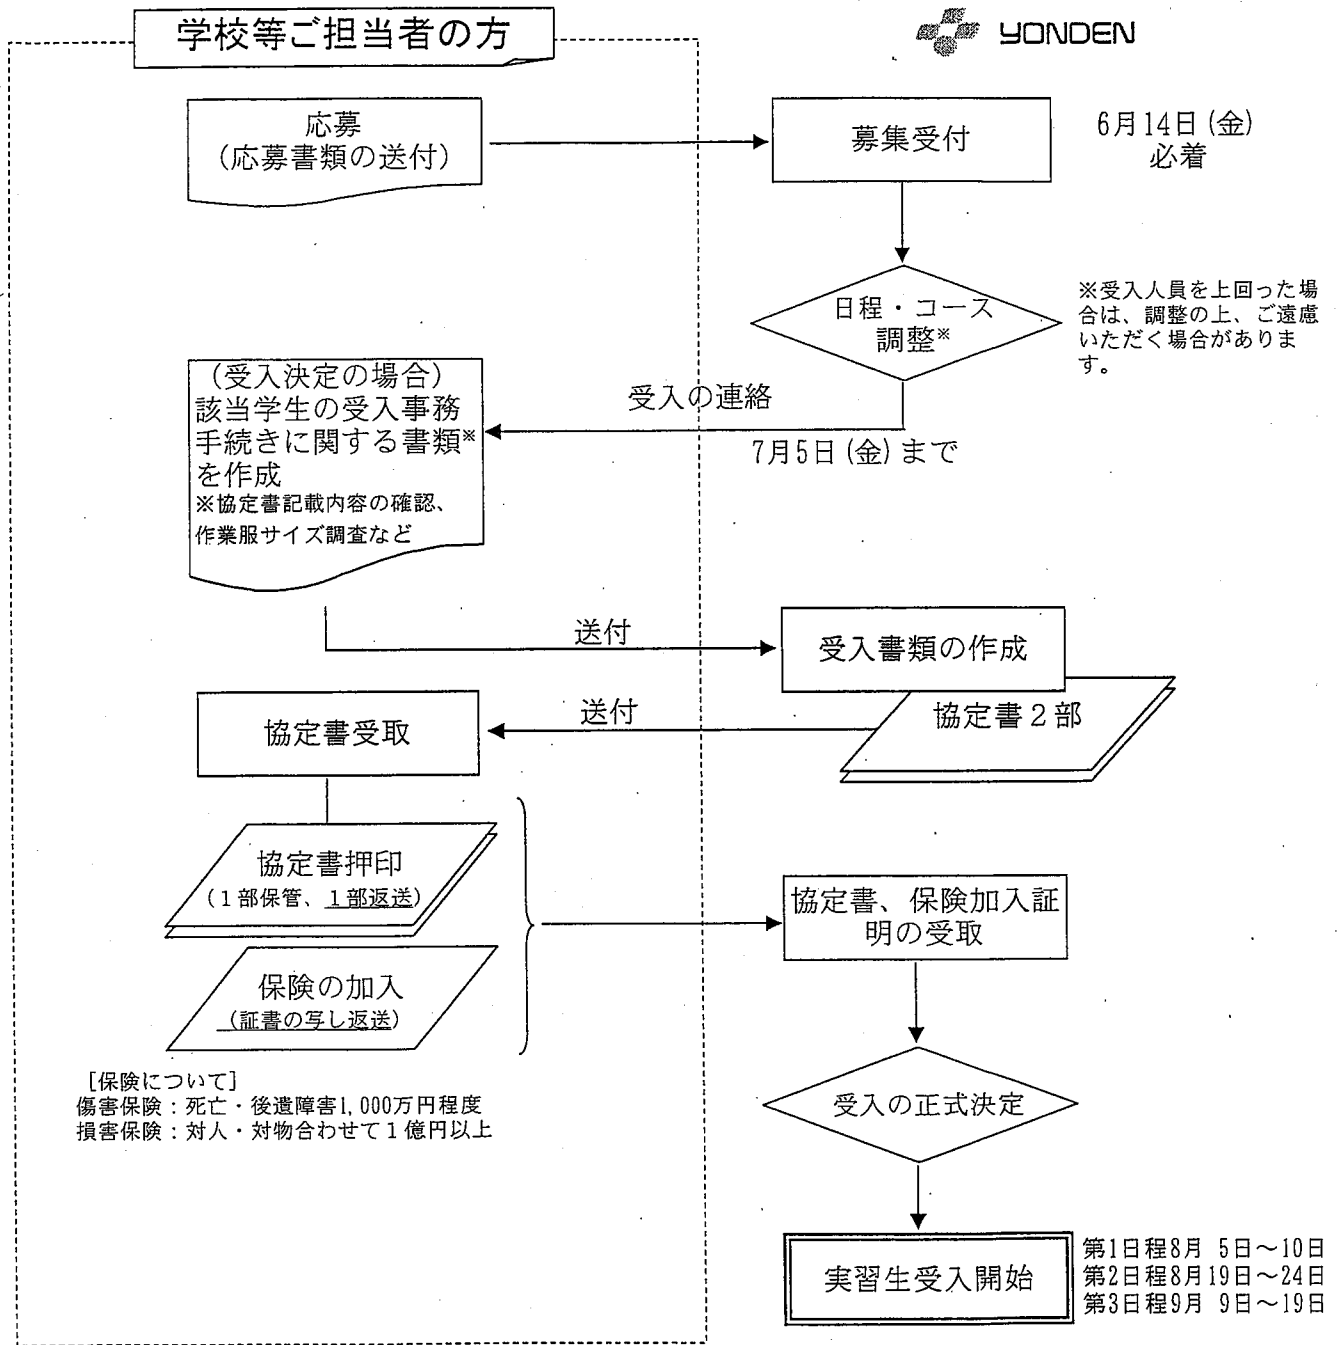 学校等ご担当者の方
YONDEN
応募
(応募書類の送付)
募集受付
6月14日(金)
必着
日程・コース
調整※
※受入人員を上回った場
合は、調整の上、ご遠慮
いただく場合がありま
す。
受入の連絡
7月5日(金)まで
(受入決定の場合)
該当学生の受入事務
手続きに関する書類※
を作成
※協定書記載内容の確認、
作業服サイズ調査など
送付
受入書類の作成
協定書2部
送付
協定書受取
協定書押印
(1部保管、1部返送)
保険の加入
(証書の写し返送)
協定書、保険加入証
明の受取
[保険について]
傷害保険:死亡・後遺障害1,000万円程度
損害保険:対人・対物合わせて1億円以上
受入の正式決定
実習生受入開始
第1日程8月 5日~10日
第2日程8月19日~24日
第3日程9月 9日~19日